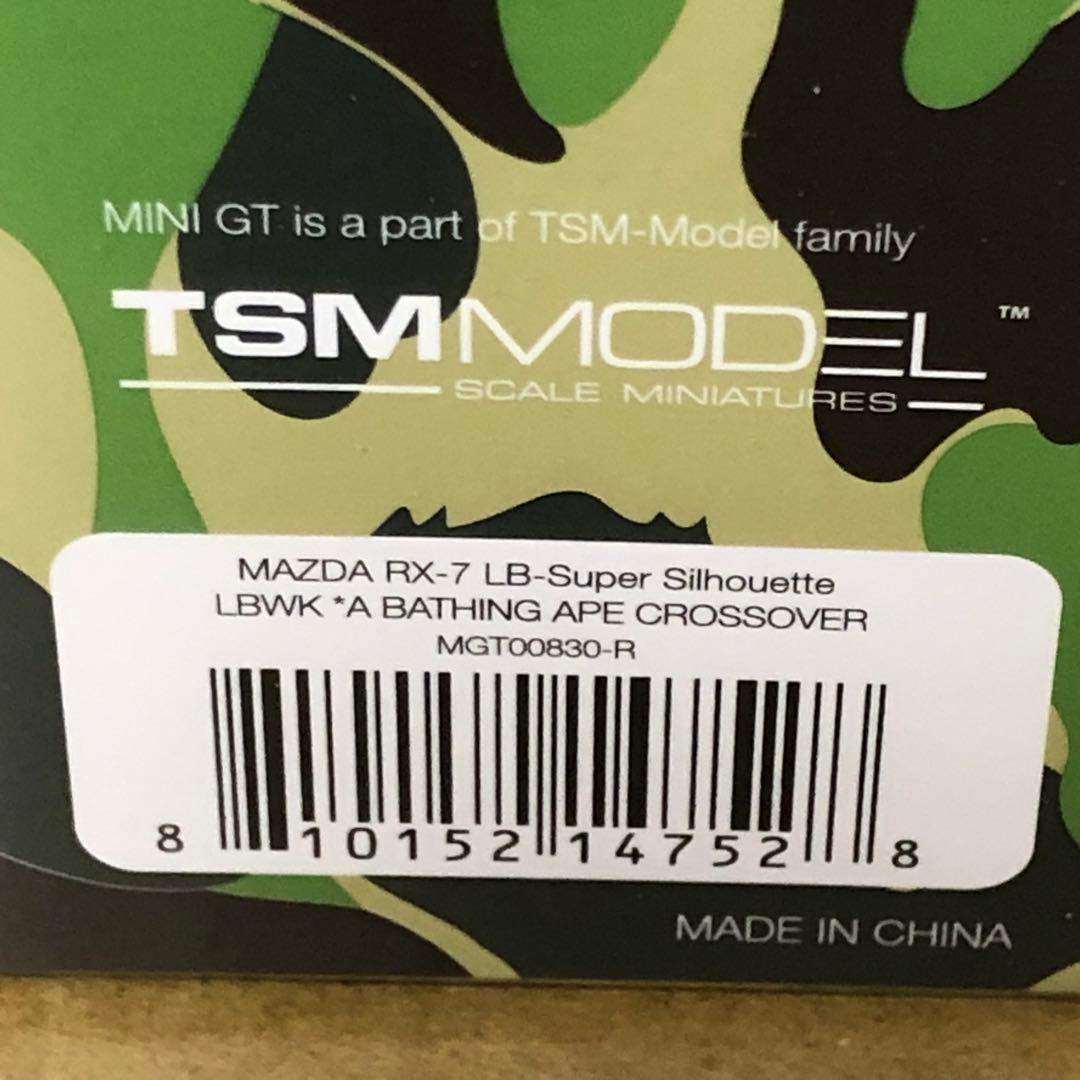 MINI GT is a part of TSM-Model family
TSMMODEL™
SCALE MINIATURES
MAZDA RX-7 LB-Super Silhouette
LBWK *A BATHING APE CROSSOVER
MGT00830-R
8 10152 14752 8
MADE IN CHINA